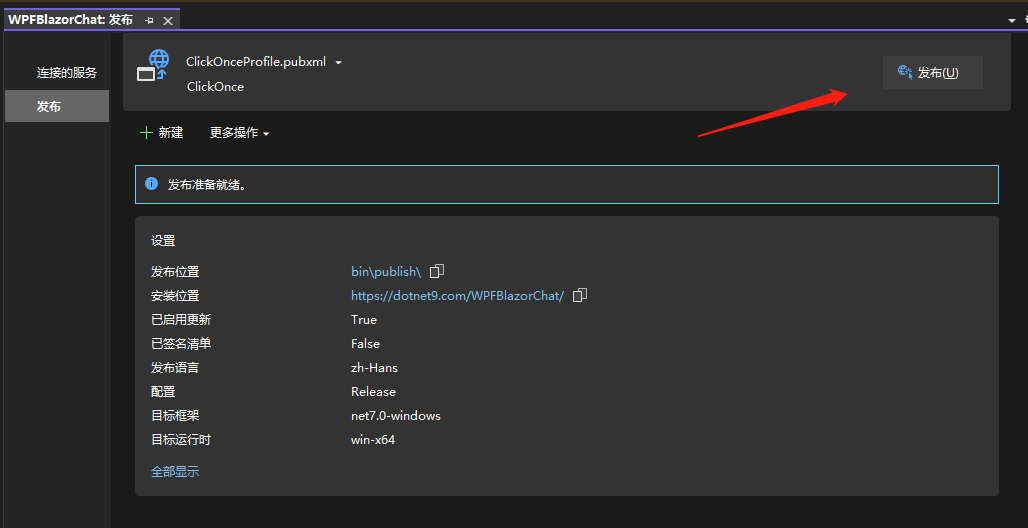 WPFBlazorChat: 发布
连接的服务
发布
ClickOnceProfile.pubxml
ClickOnce
发布(U)
新建
更多操作
发布准备就绪。
设置
发布位置 bin\publish\
安装位置 https://dotnet9.com/WPFBlazorChat/
已启用更新 True
已签名清单 False
发布语言 zh-Hans
配置 Release
目标框架 net7.0-windows
目标运行时 win-x64
全部显示